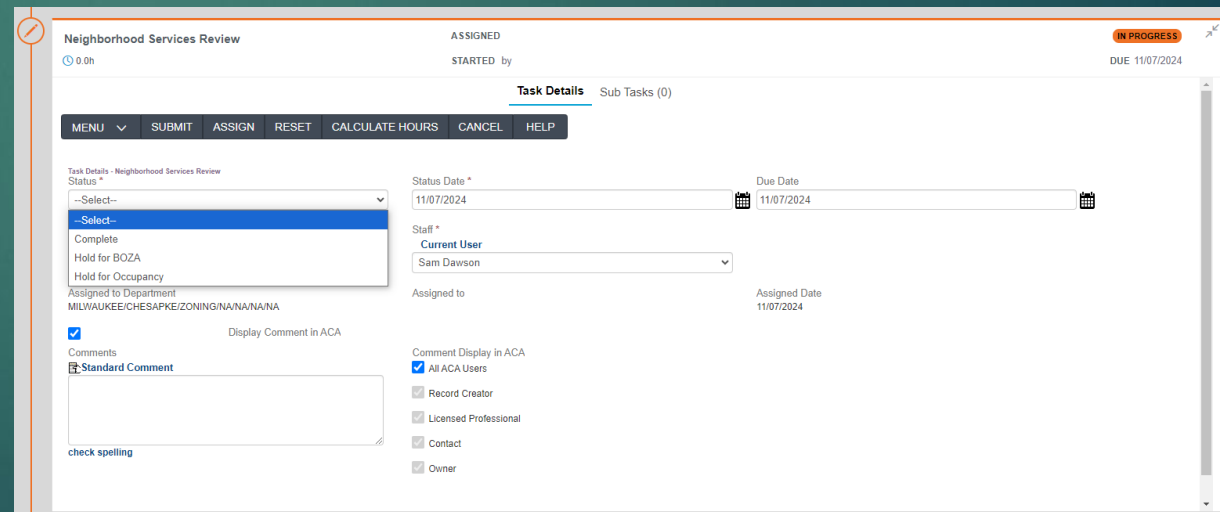 Neighborhood Services Review ASSIGNED IN PROGRESS
0.0h STARTED by DUE 11/07/2024
Task Details Sub Tasks (0)
MENU SUBMIT ASSIGN RESET CALCULATE HOURS CANCEL HELP
Task Details - Neighborhood Services Review
Status * Status Date * Due Date
--Select-- 11/07/2024 11/07/2024
--Select--
Complete Staff *
Hold for BOZA Current User
Hold for Occupancy Sam Dawson
Assigned to Department Assigned to Assigned Date
MILWAUKEE/CHESAPKE/ZONING/NA/NA/NA/NA 11/07/2024
Display Comment in ACA
Comments Comment Display in ACA
Standard Comment All ACA Users
Record Creator
Licensed Professional
Contact
check spelling
Owner